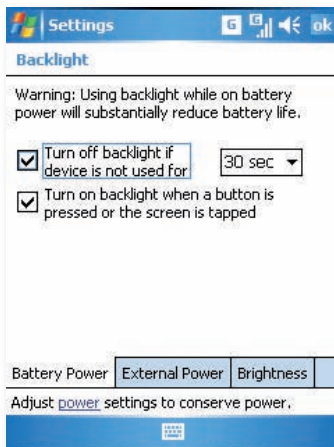 Settings
G
G
ok
Backlight
Warning: Using backlight while on battery
power will substantially reduce battery life.
Turn off backlight if
device is not used for
30 sec
Turn on backlight when a button is
pressed or the screen is tapped
Battery Power
External Power
Brightness
Adjust power settings to conserve power.